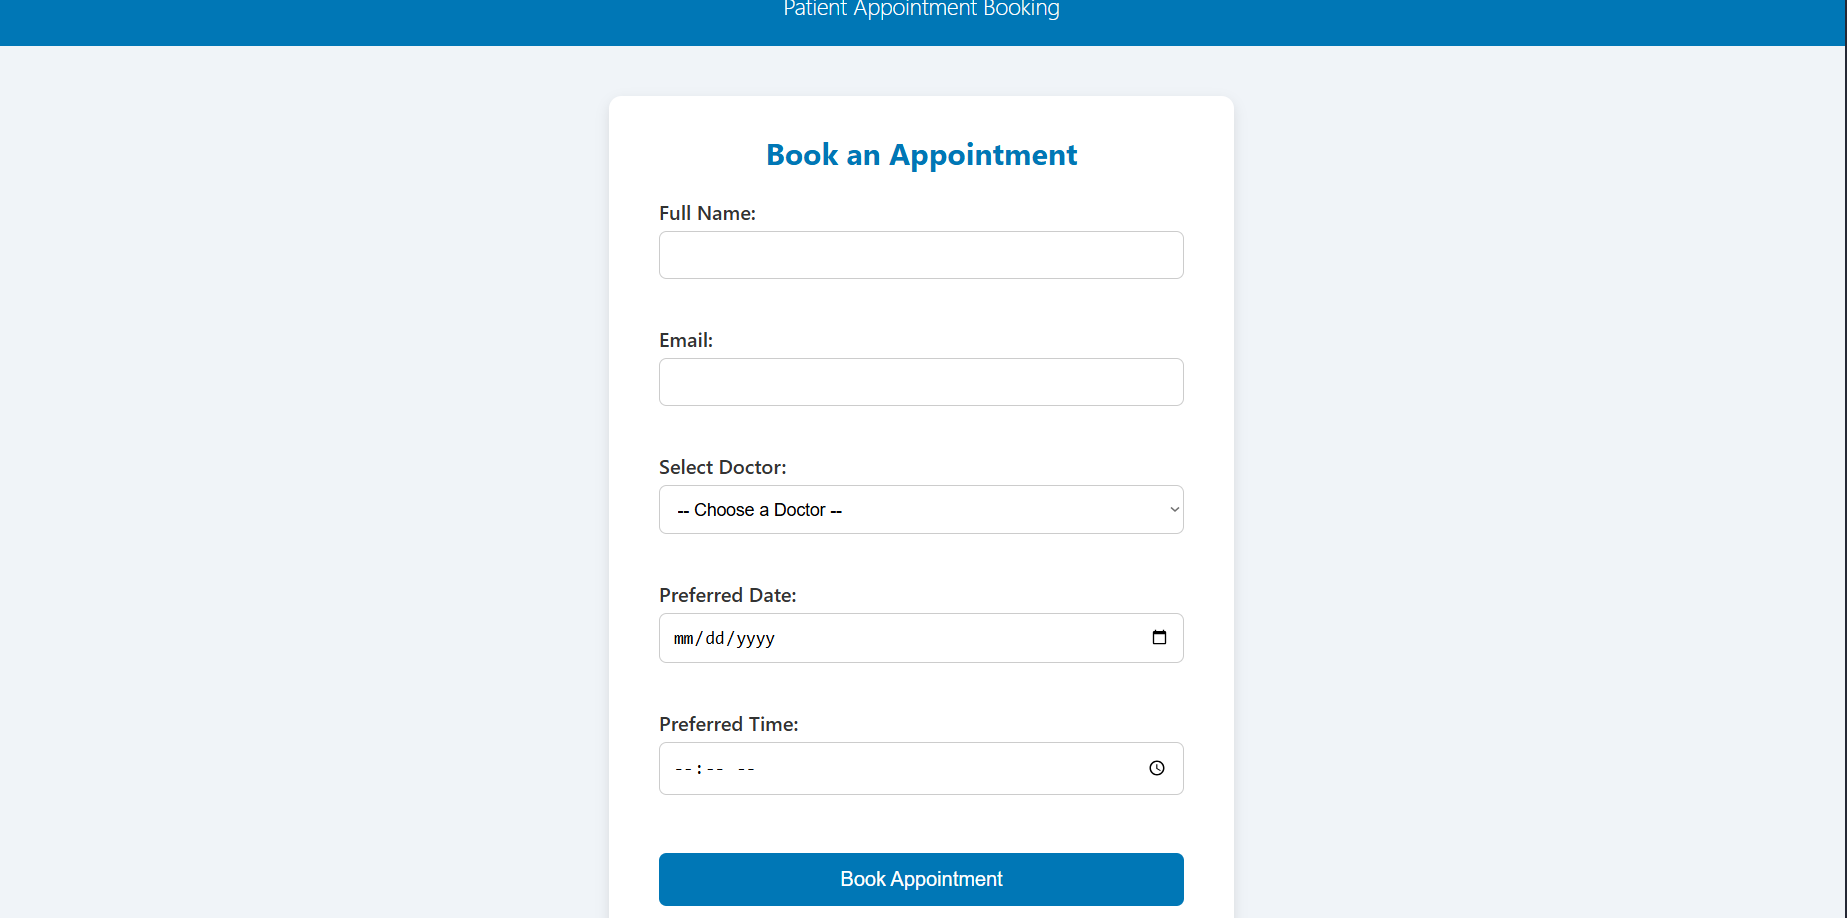 Patient Appointment Booking
Book an Appointment
Full Name:
Email:
Select Doctor:
-- Choose a Doctor --
Preferred Date:
mm/dd/yyyy
Preferred Time:
--:-- --
Book Appointment